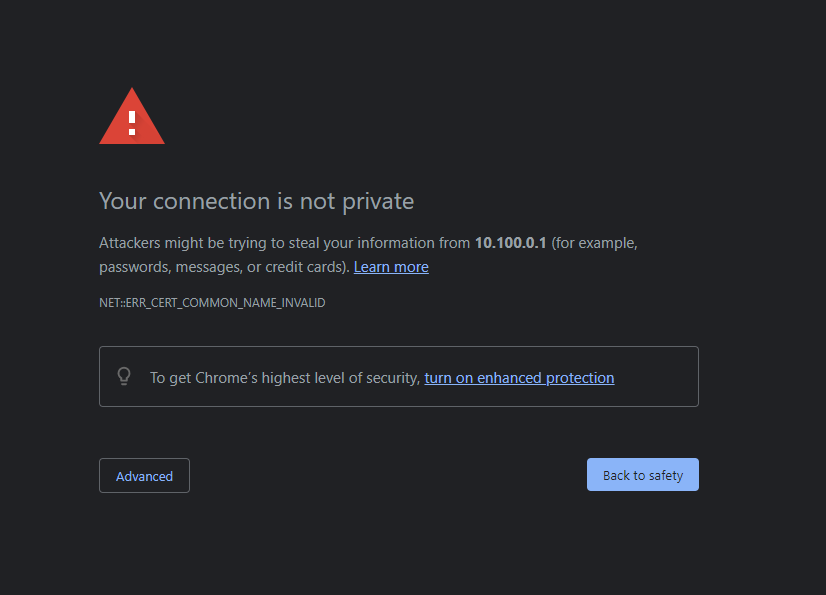 Your connection is not private
Attackers might be trying to steal your information from 10.100.0.1 (for example,
passwords, messages, or credit cards). Learn more
NET::ERR_CERT_COMMON_NAME_INVALID
To get Chrome's highest level of security, turn on enhanced protection
Advanced
Back to safety